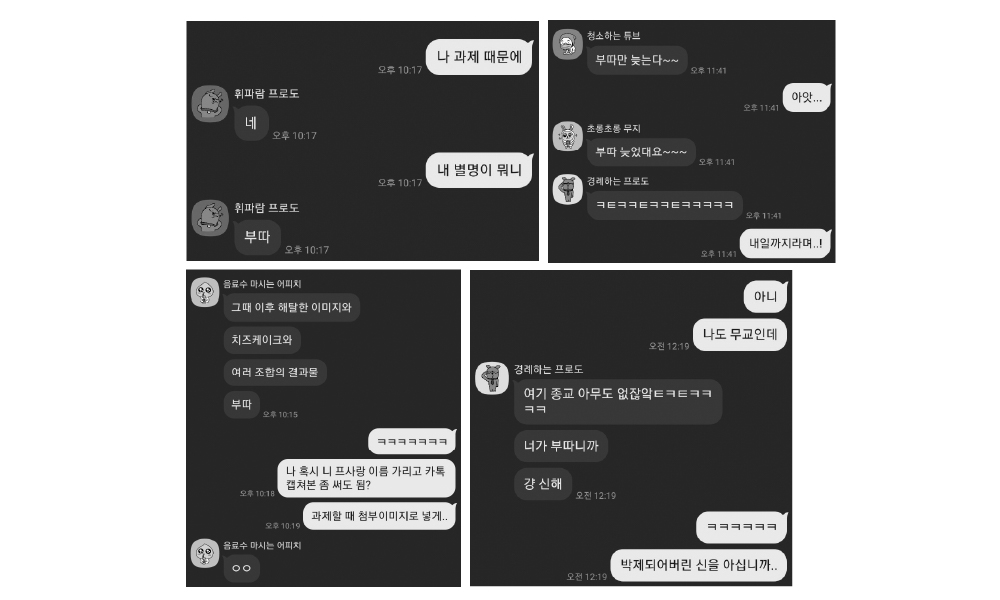 나 과제 때문에
오후 10:17
휘파람 프로도
네
오후 10:17
내 별명이 뭐니
오후 10:17
휘파람 프로도
부따
오후 10:17
청소하는 튜브
부따만 늦는다~~
오후 11:41
아앗...
오후 11:41
초롱초롱 무지
부따 늦었대요~~~
오후 11:41
경례하는 프로도
ㅋㅌㅋㅋㅌㅋㅋㅌㅋㅋㅋㅋㅋ
오후 11:41
내일까지라며..!
오후 11:41
음료수 마시는 어피치
그때 이후 해탈한 이미지와
치즈케이크와
여러 조합의 결과물
부따
오후 10:15
ㅋㅋㅋㅋㅋㅋㅋ
나 혹시 니 프사랑 이름 가리고 카톡
캡쳐본 좀 써도 됨?
오후 10:18
과제할 때 첨부이미지로 넣게..
오후 10:19
음료수 마시는 어피치
ㅇㅇ
아니
나도 무교인데
오전 12:19
경례하는 프로도
여기 종교 아무도 없잖앜ㅌㅋㅌㅋㅋ
ㅋㅋ
너가 부따니까
걍 신해
오전 12:19
ㅋㅋㅋㅋㅋㅋ
박제되어버린 신을 아십니까..
오전 12:19